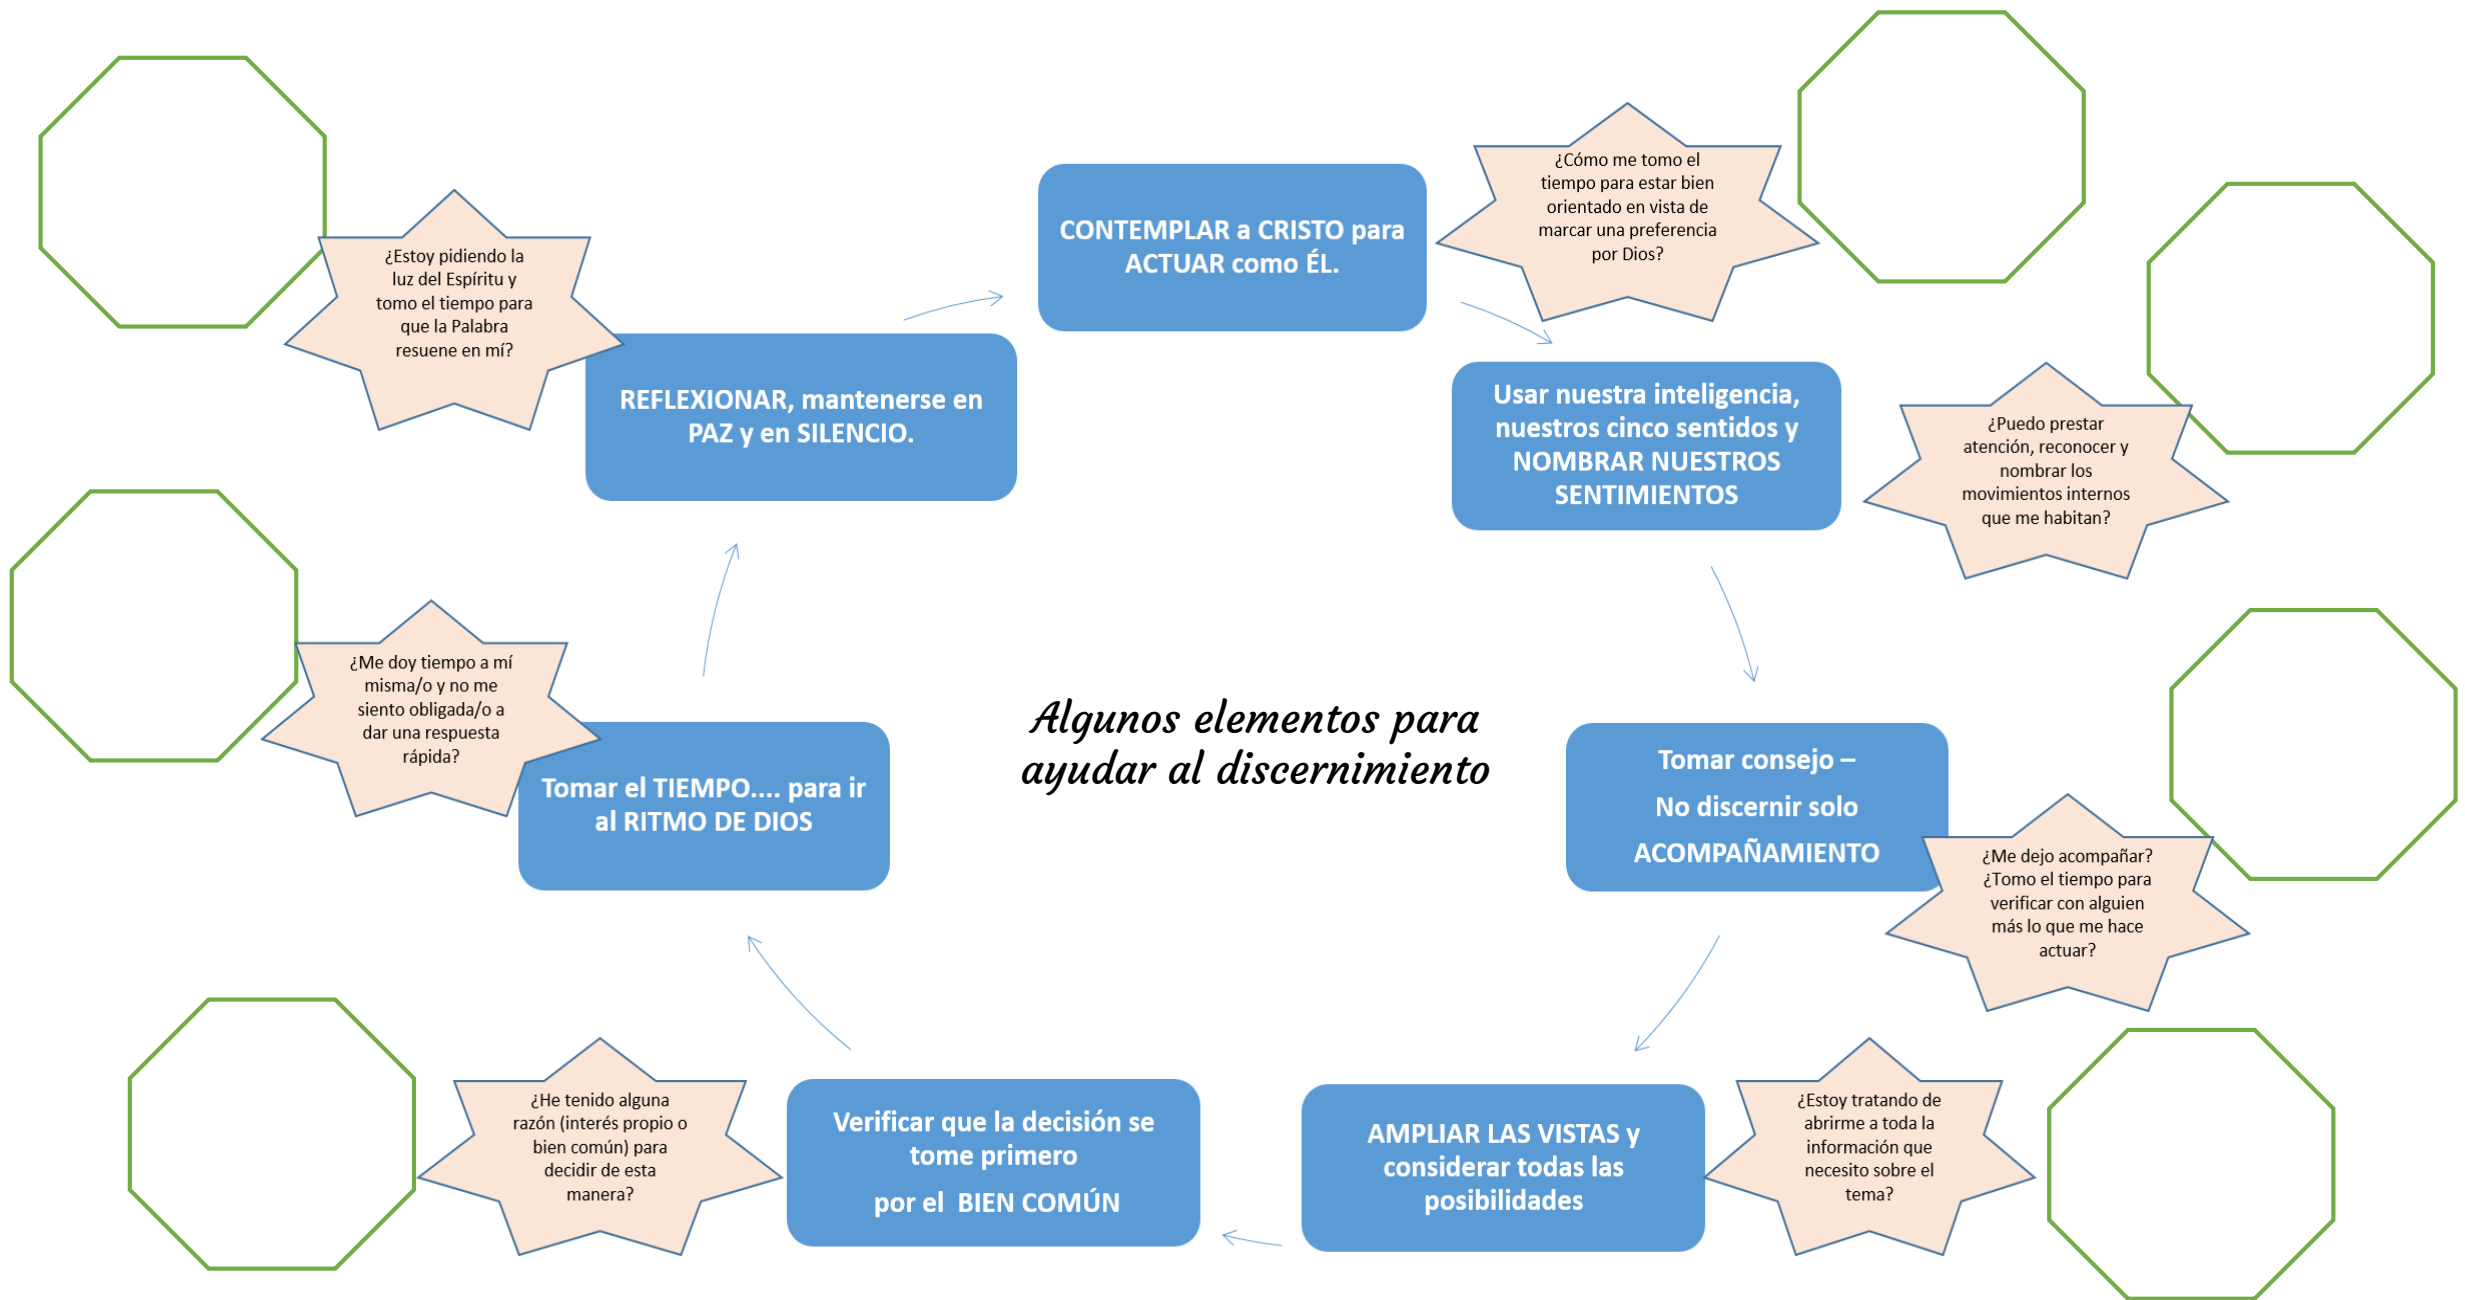 CONTEMPLAR a CRISTO para
ACTUAR como ÉL.
¿Cómo me tomo el
tiempo para estar bien
orientado en vista de
marcar una preferencia
por Dios?
Usar nuestra inteligencia,
nuestros cinco sentidos y
NOMBRAR NUESTROS
SENTIMIENTOS
¿Puedo prestar
atención, reconocer y
nombrar los
movimientos internos
que me habitan?
Tomar consejo –
No discernir solo
ACOMPAÑAMIENTO
¿Me dejo acompañar?
¿Tomo el tiempo para
verificar con alguien
más lo que me hace
actuar?
AMPLIAR LAS VISTAS y
considerar todas las
posibilidades
¿Estoy tratando de
abrirme a toda la
información que
necesito sobre el
tema?
Verificar que la decisión se
tome primero
por el  BIEN COMÚN
¿He tenido alguna
razón (interés propio o
bien común) para
decidir de esta
manera?
Tomar el TIEMPO.... para ir
al RITMO DE DIOS
¿Me doy tiempo a mí
misma/o y no me
siento obligada/o a
dar una respuesta
rápida?
REFLEXIONAR, mantenerse en
PAZ y en SILENCIO.
¿Estoy pidiendo la
luz del Espíritu y
tomo el tiempo para
que la Palabra
resuene en mí?
Algunos elementos para
ayudar al discernimiento